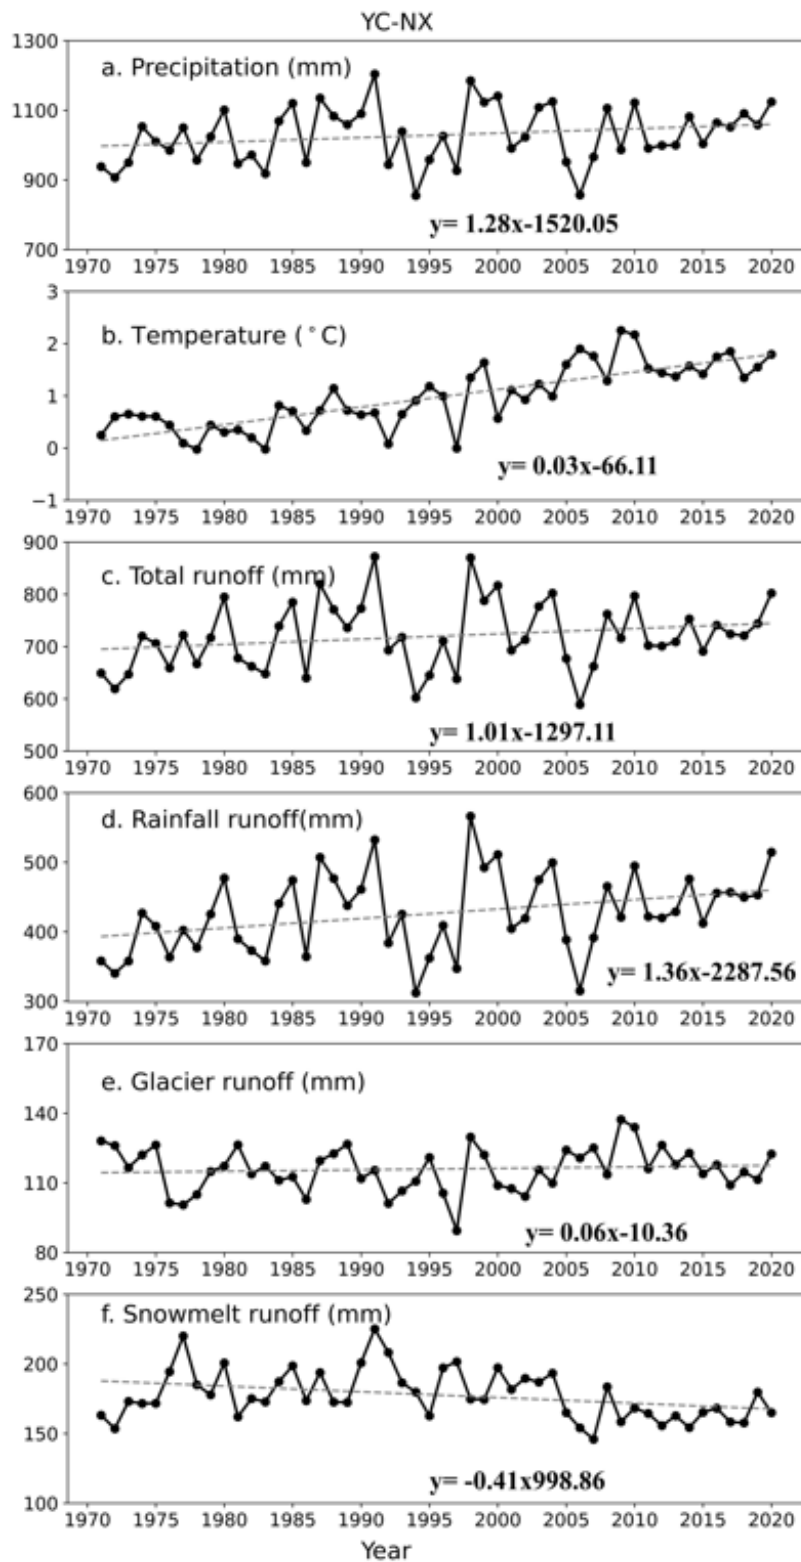 YC-NX
1300
a. Precipitation (mm)
1100
900
y= 1.28x-1520.05
700
1970 1975 1980 1985 1990 1995 2000 2005 2010 2015 2020
3
b. Temperature (°C)
2
1
0
y= 0.03x-66.11
−1
1970 1975 1980 1985 1990 1995 2000 2005 2010 2015 2020
900
c. Total runoff (mm)
800
700
600
y= 1.01x-1297.11
500
1970 1975 1980 1985 1990 1995 2000 2005 2010 2015 2020
600
d. Rainfall runoff(mm)
500
400
y= 1.36x-2287.56
300
1970 1975 1980 1985 1990 1995 2000 2005 2010 2015 2020
170
e. Glacier runoff (mm)
140
110
y= 0.06x-10.36
80
1970 1975 1980 1985 1990 1995 2000 2005 2010 2015 2020
250
f. Snowmelt runoff (mm)
200
150
y= -0.41x998.86
100
1970 1975 1980 1985 1990 1995 2000 2005 2010 2015 2020
Year